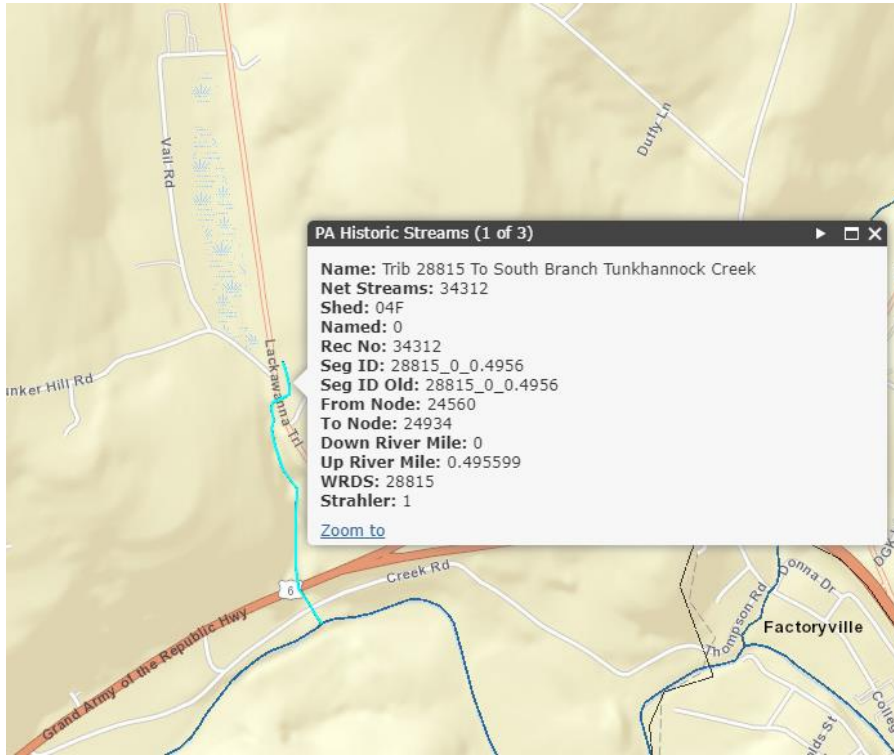 Vail Rd
Duffy Ln
PA Historic Streams (1 of 3)
Name: Trib 28815 To South Branch Tunkhannock Creek
Net Streams: 34312
Shed: 04F
Named: 0
Rec No: 34312
Seg ID: 28815_0_0.4956
Seg ID Old: 28815_0_0.4956
From Node: 24560
To Node: 24934
Down River Mile: 0
Up River Mile: 0.495599
WRDS: 28815
Strahler: 1
Zoom to
Lackawanna Trl
unker Hill Rd
Creek Rd
6
Grand Army of the Republic Hwy
Thompson Rd
Donna Dr
Factoryville